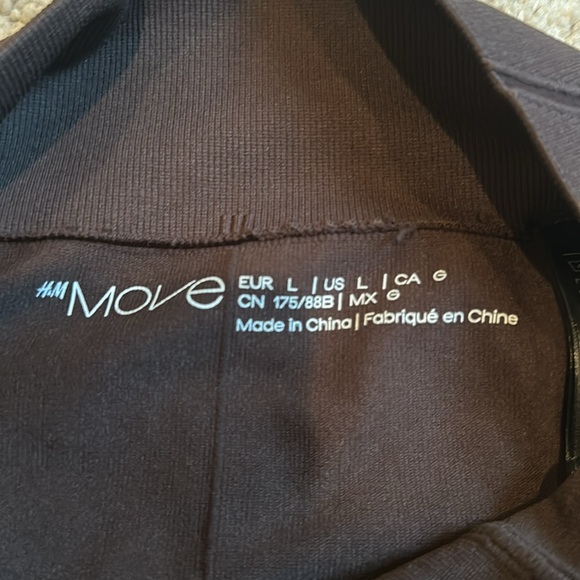 H&M Move
EUR L | US L | CA G
CN 175/88B | MX G
Made in China | Fabriqué en Chine